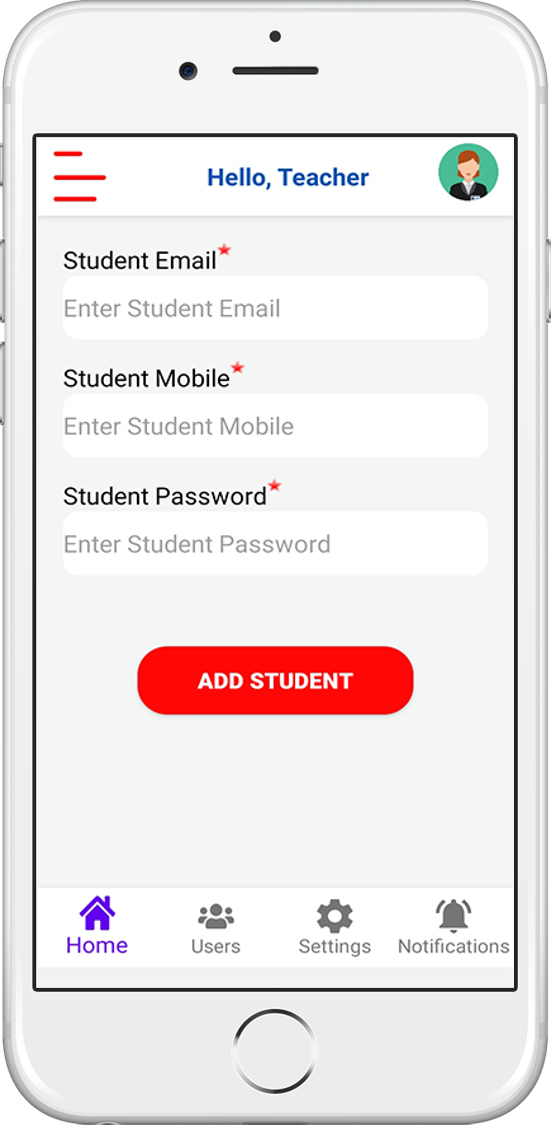 Hello, Teacher
Student Email*
Enter Student Email
Student Mobile*
Enter Student Mobile
Student Password*
Enter Student Password
ADD STUDENT
Home
Users
Settings
Notifications